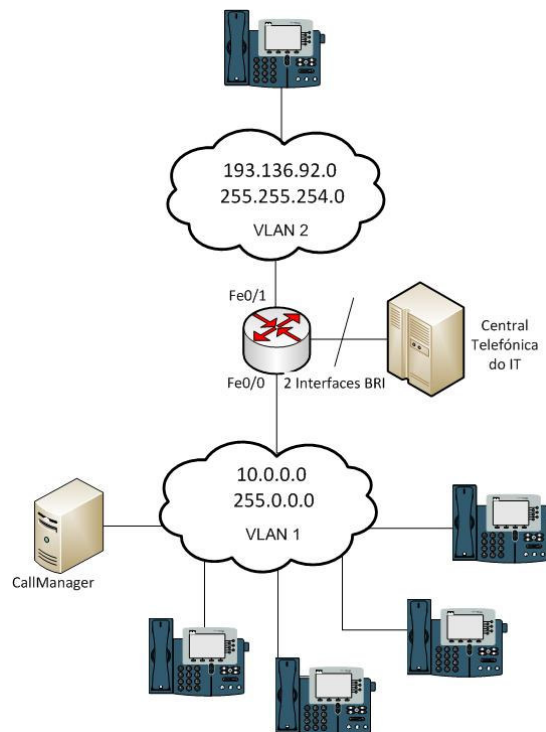 193.136.92.0
255.255.254.0
VLAN 2
Fe0/1
Central
Telefónica
do IT
Fe0/0
2 Interfaces BRI
10.0.0.0
255.0.0.0
VLAN 1
CallManager